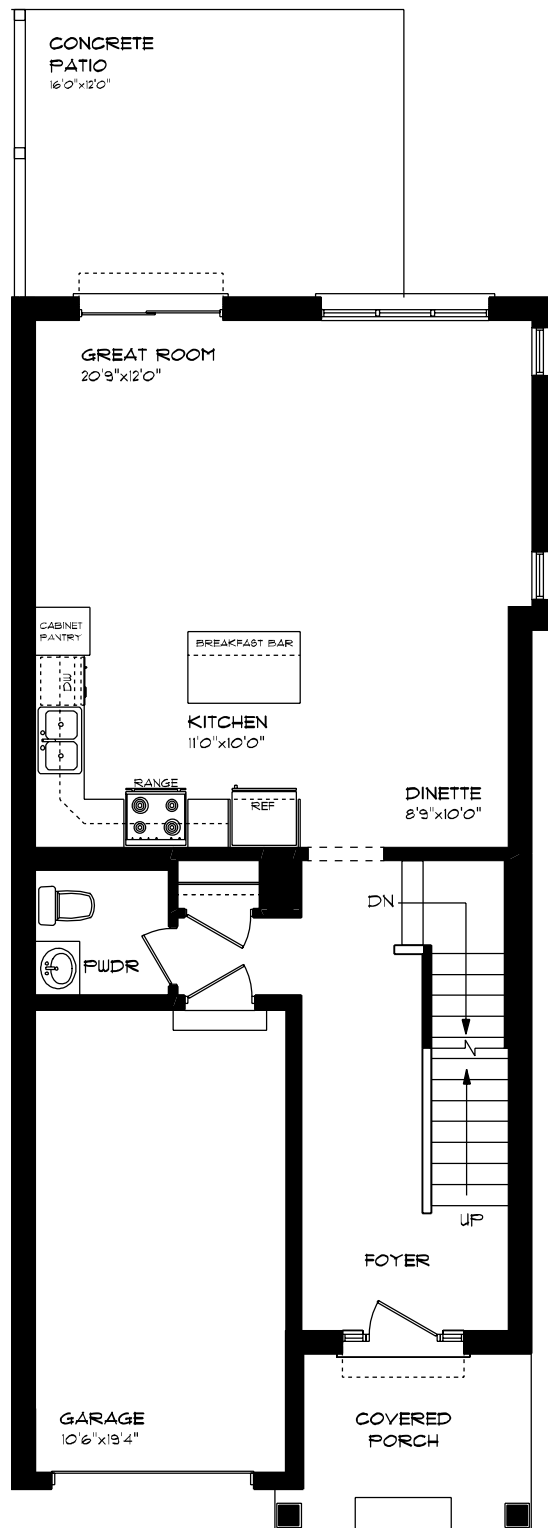 CONCRETE
PATIO
16'0"x12'0"
GREAT ROOM
20'9"x12'0"
CABINET
PANTRY
BREAKFAST BAR
DW
KITCHEN
11'0"x10'0"
RANGE
REF
DINETTE
8'9"x10'0"
DN
PWDR
UP
FOYER
GARAGE
10'6"x19'4"
COVERED
PORCH